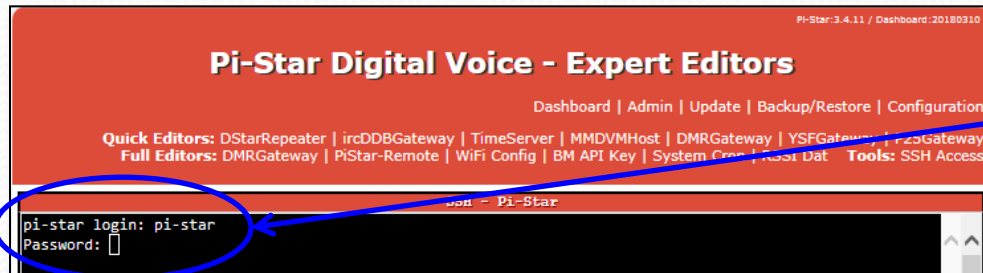 Pi-Star:3.4.11 / Dashboard:20180310
Pi-Star Digital Voice - Expert Editors
Dashboard | Admin | Update | Backup/Restore | Configuration
Quick Editors: DStarRepeater | ircDDBGateway | TimeServer | MMDVMHost | DMRGateway | YSFGateway | P25Gateway
Full Editors: DMRGateway | PiStar-Remote | WiFi Config | BM API Key | System Cron | RSSI Dat Tools: SSH Access
SSH - Pi-Star
pi-star login: pi-star
Password: